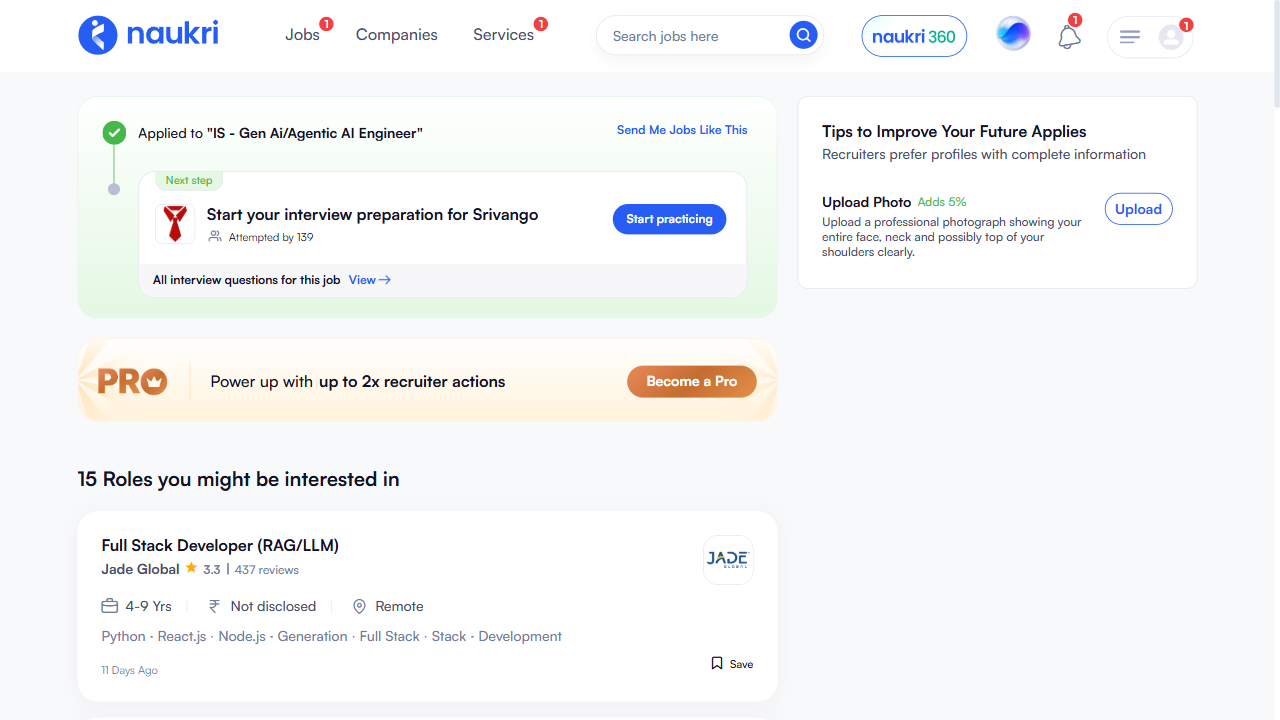 naukri
Jobs 1
Companies
Services 1
Search jobs here
naukri 360
1
1
Applied to "IS - Gen Ai/Agentic AI Engineer"
Send Me Jobs Like This
Next step
Start your interview preparation for Srivango
Attempted by 139
Start practicing
All interview questions for this job View
Tips to Improve Your Future Applies
Recruiters prefer profiles with complete information
Upload Photo Adds 5%
Upload a professional photograph showing your
entire face, neck and possibly top of your
shoulders clearly.
Upload
PRO
Power up with up to 2x recruiter actions
Become a Pro
15 Roles you might be interested in
Full Stack Developer (RAG/LLM)
Jade Global 3.3 | 437 reviews
JADE
GLOBAL
4-9 Yrs
₹ Not disclosed
Remote
Python · React.js · Node.js · Generation · Full Stack · Stack · Development
11 Days Ago
Save